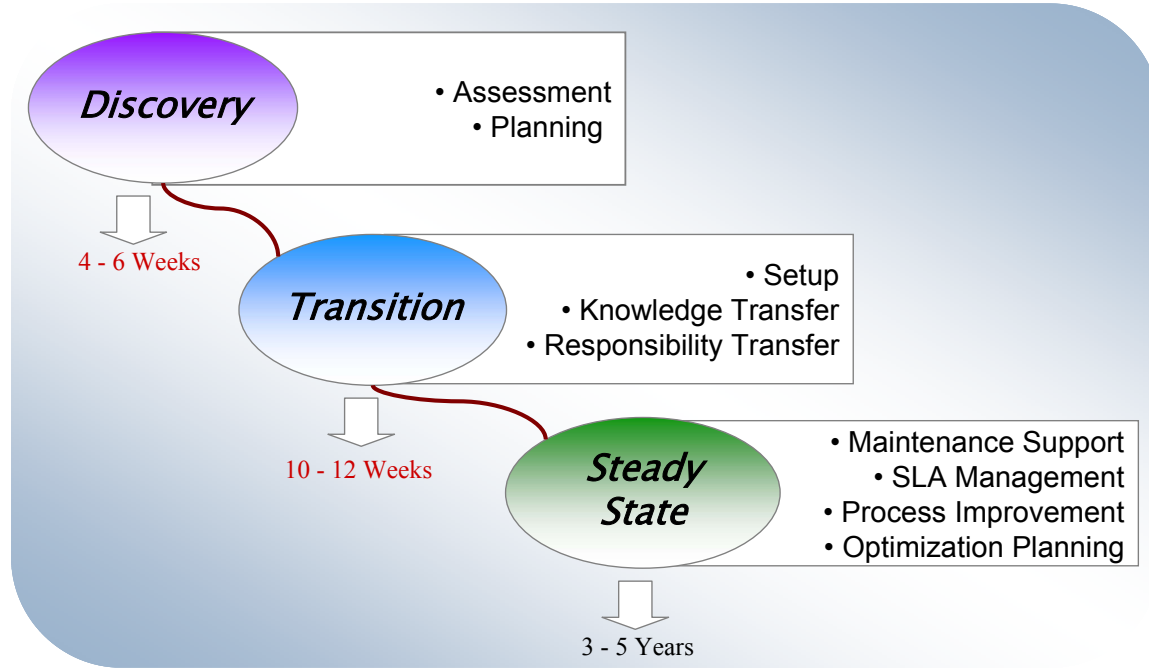 Discovery
• Assessment
• Planning
4 - 6 Weeks
Transition
• Setup
• Knowledge Transfer
• Responsibility Transfer
10 - 12 Weeks
Steady
State
• Maintenance Support
• SLA Management
• Process Improvement
• Optimization Planning
3 - 5 Years